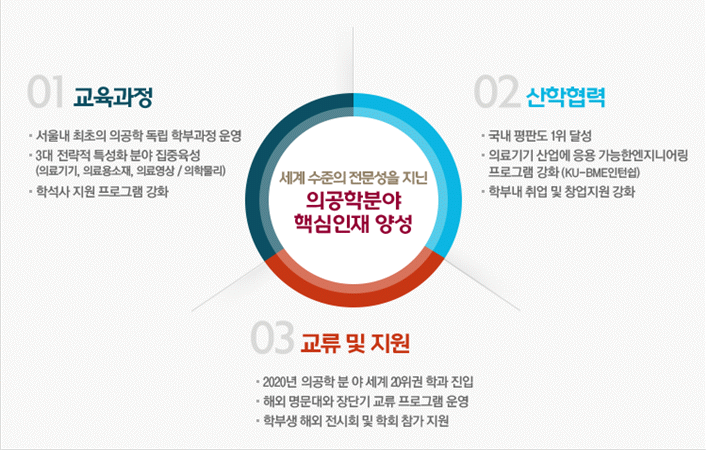 01 교육과정
· 서울내 최초의 의공학 독립 학부과정 운영
· 3대 전략적 특성화 분야 집중육성
(의료기기, 의료용소재, 의료영상 / 의학물리)
· 학석사 지원 프로그램 강화
02 산학협력
· 국내 평판도 1위 달성
· 의료기기 산업에 응용 가능한엔지니어링
프로그램 강화 (KU-BME인턴쉽)
· 학부내 취업 및 창업지원 강화
세계 수준의 전문성을 지닌
의공학분야
핵심인재 양성
03 교류 및 지원
· 2020년 의공학 분 야 세계 20위권 학과 진입
· 해외 명문대와 장단기 교류 프로그램 운영
· 학부생 해외 전시회 및 학회 참가 지원